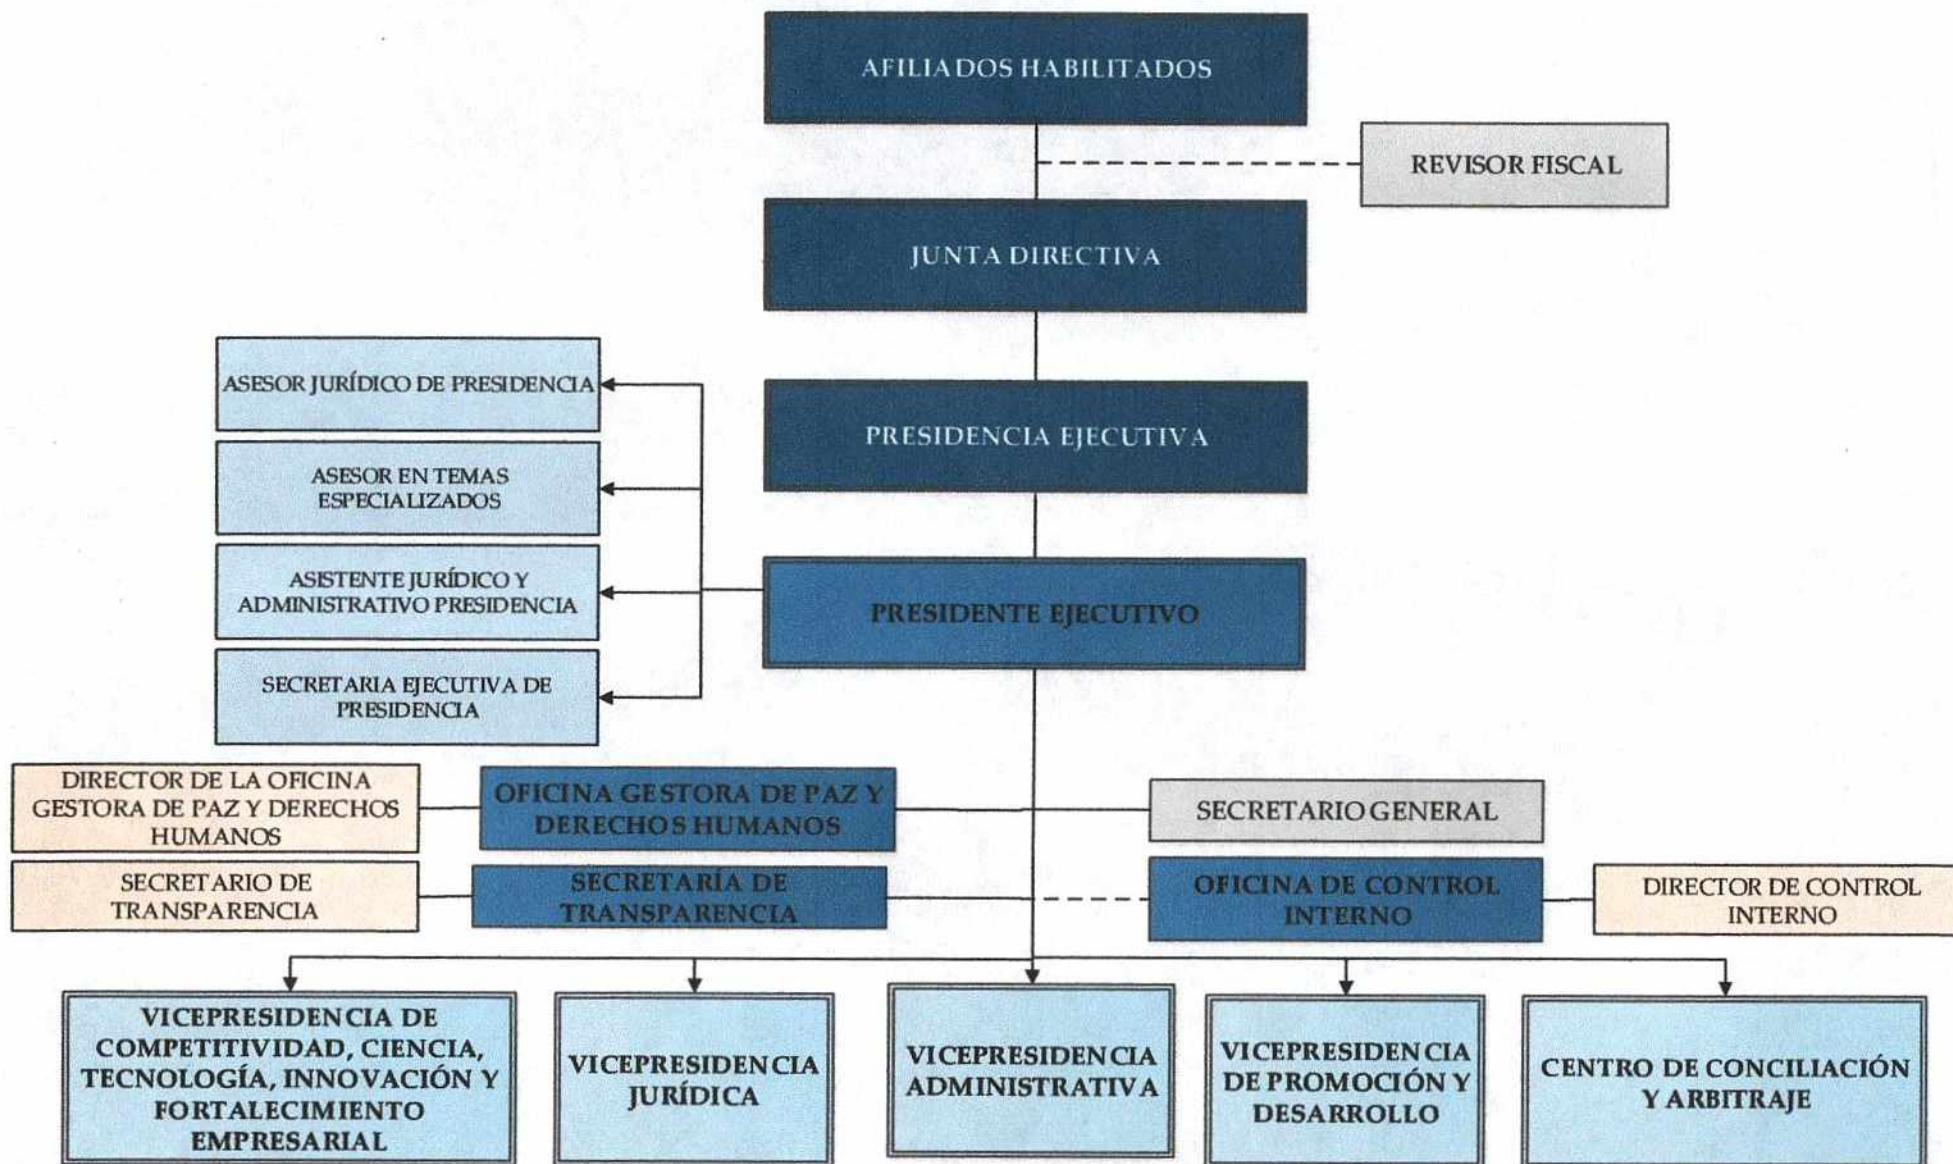 AFILIADOS HABILITADOS
REVISOR FISCAL
JUNTA DIRECTIVA
ASESOR JURÍDICO DE PRESIDENCIA
PRESIDENCIA EJECUTIVA
ASESOR EN TEMAS
ESPECIALIZADOS
ASISTENTE JURÍDICO Y
ADMINISTRATIVO PRESIDENCIA
PRESIDENTE EJECUTIVO
SECRETARIA EJECUTIVA DE
PRESIDENCIA
DIRECTOR DE LA OFICINA
GESTORA DE PAZ Y DERECHOS
HUMANOS
OFICINA GESTORA DE PAZ Y
DERECHOS HUMANOS
SECRETARIO GENERAL
SECRETARIO DE
TRANSPARENCIA
SECRETARÍA DE
TRANSPARENCIA
OFICINA DE CONTROL
INTERNO
DIRECTOR DE CONTROL
INTERNO
VICEPRESIDENCIA DE
COMPETITIVIDAD, CIENCIA,
TECNOLOGÍA, INNOVACIÓN Y
FORTALECIMIENTO
EMPRESARIAL
VICEPRESIDENCIA
JURÍDICA
VICEPRESIDENCIA
ADMINISTRATIVA
VICEPRESIDENCIA
DE PROMOCIÓN Y
DESARROLLO
CENTRO DE CONCILIACIÓN
Y ARBITRAJE